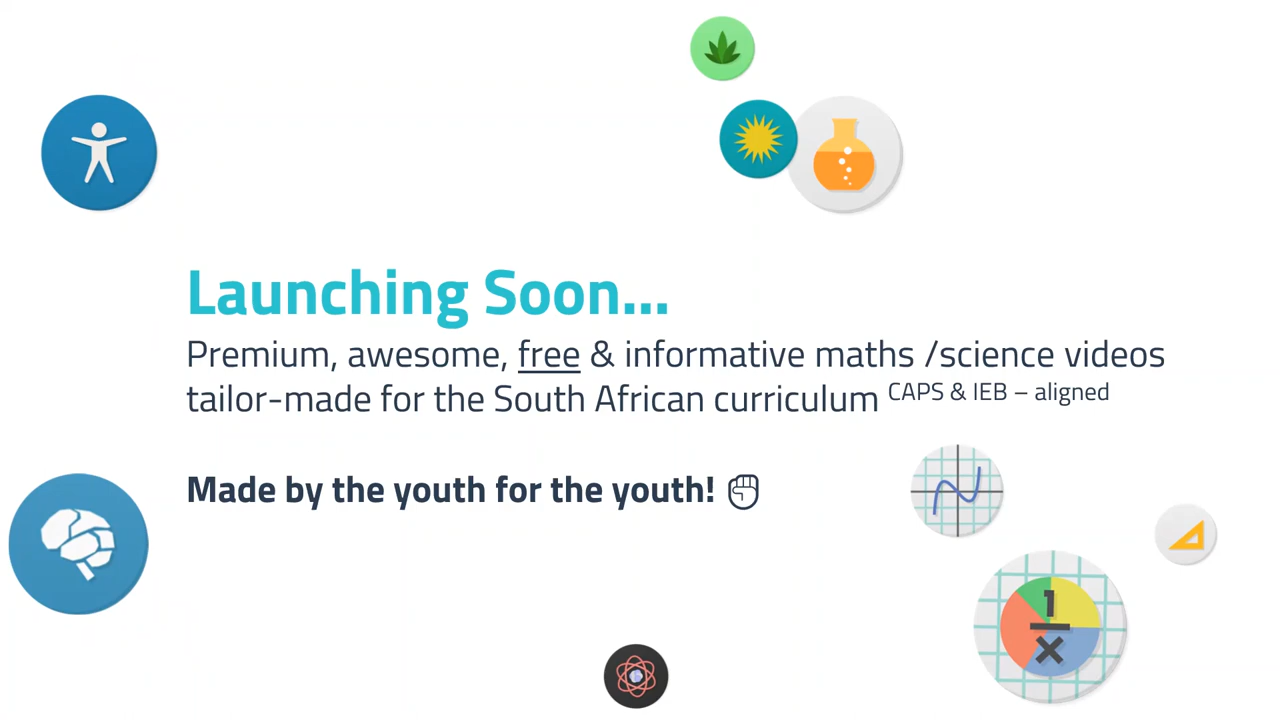 Launching Soon...
Premium, awesome, free & informative maths /science videos
tailor-made for the South African curriculum CAPS & IEB – aligned
Made by the youth for the youth! ✊
1
x